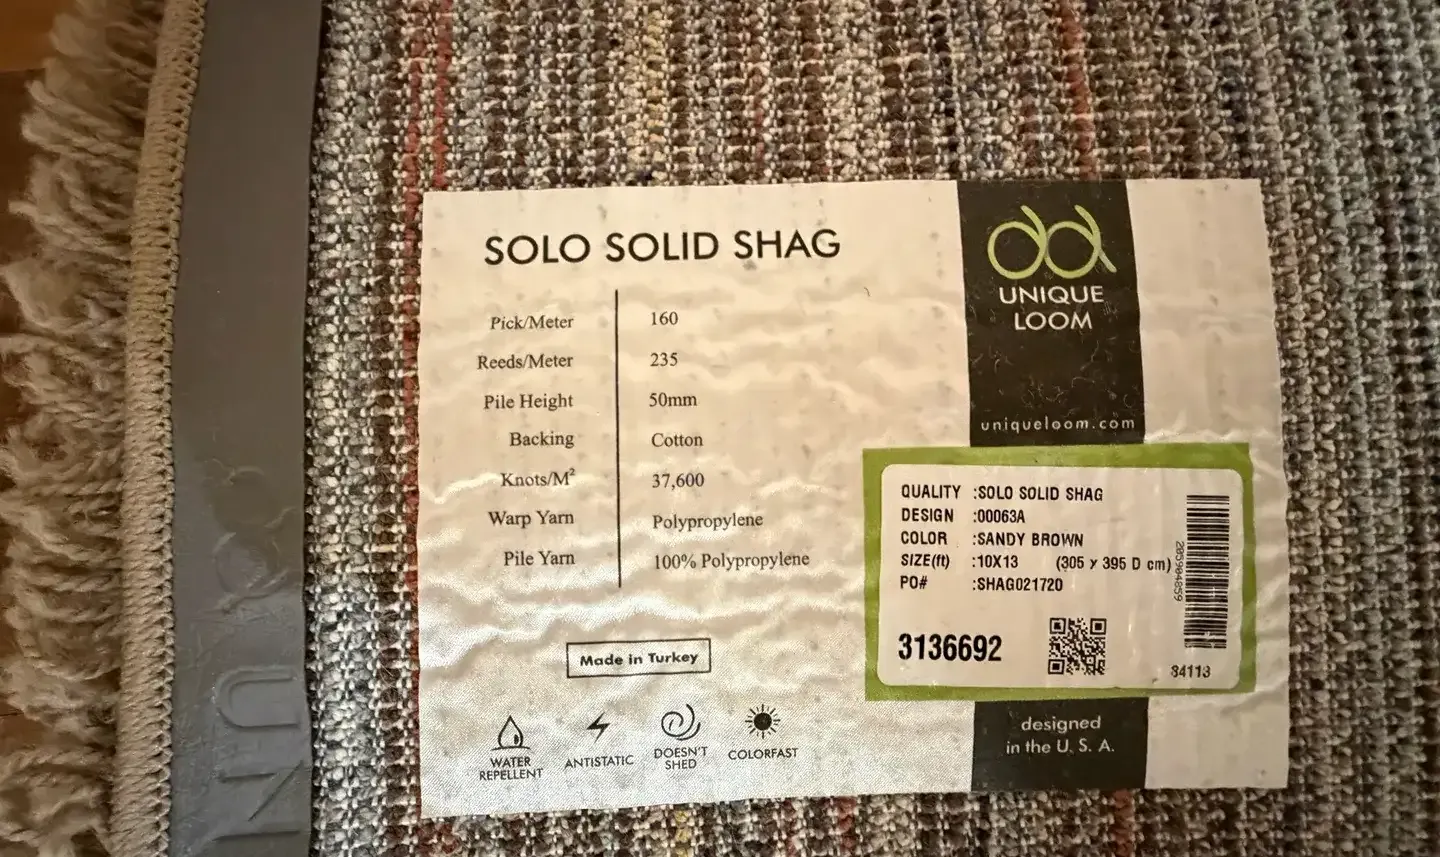 SOLO SOLID SHAG
Pick/Meter 160
Reeds/Meter 235
Pile Height 50mm
Backing Cotton
Knots/M² 37,600
Warp Yarn Polypropylene
Pile Yarn 100% Polypropylene
Made in Turkey
WATER
REPELLENT
ANTISTATIC
DOESN'T
SHED
COLORFAST
UNIQUE
LOOM
uniqueloom.com
QUALITY :SOLO SOLID SHAG
DESIGN :00063A
COLOR :SANDY BROWN
SIZE(ft) :10X13 (305 x 395 D cm)
PO# :SHAG021720
3136692
84113
designed
in the U. S. A.
UNI